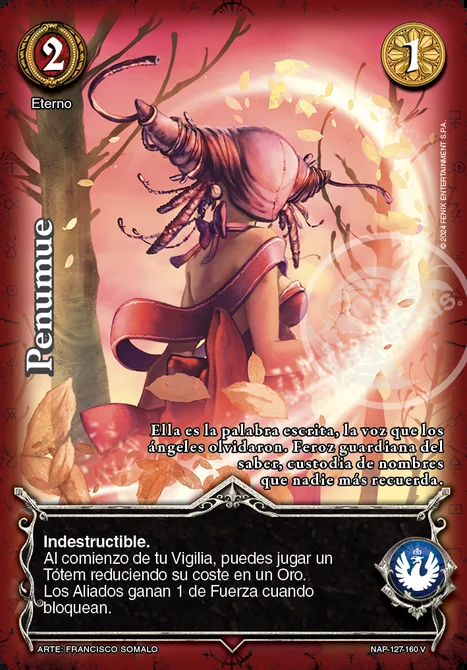 2
1
Eterno
© 2024 FENIX ENTERTAINMENT S.P.A.
Penumue
Ella es la palabra escrita, la voz que los
ángeles olvidaron. Feroz guardiana del
saber, custodia de nombres
que nadie más recuerda.
Indestructible.
Al comienzo de tu Vigilia, puedes jugar un
Tótem reduciendo su coste en un Oro.
Los Aliados ganan 1 de Fuerza cuando
bloquean.
ARTE: FRANCISCO SOMALO
NAP-127-160 V